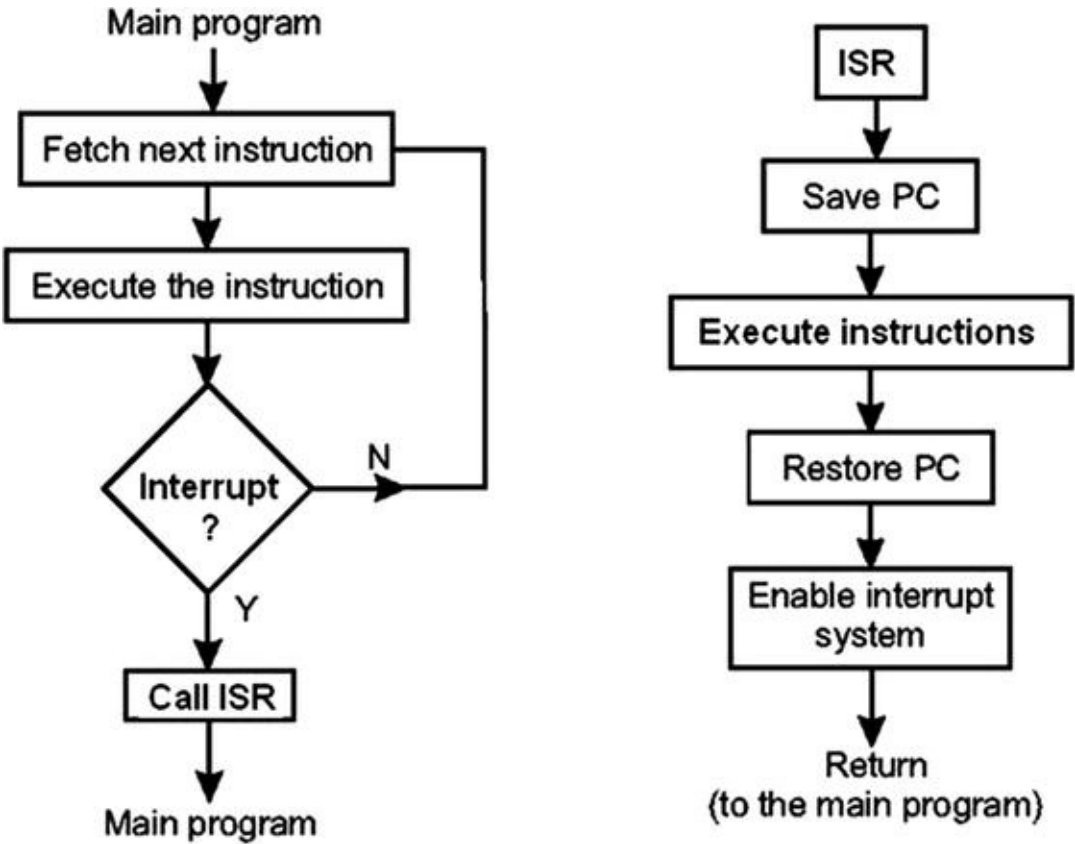 Main program
Fetch next instruction
Execute the instruction
Interrupt
?
N
Y
Call ISR
Main program
ISR
Save PC
Execute instructions
Restore PC
Enable interrupt
system
Return
(to the main program)